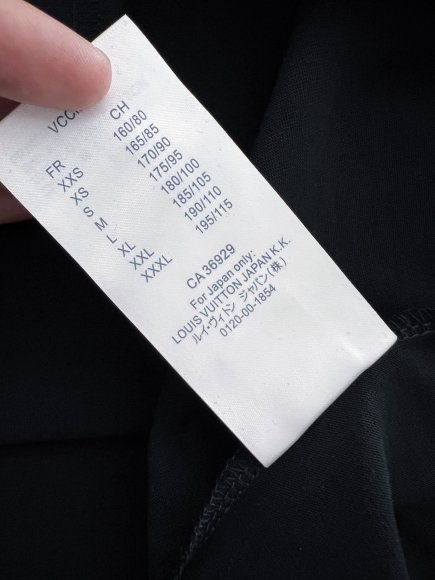 FR CH
XXS 160/80
XS 165/85
S 170/90
M 175/95
L 180/100
XL 185/105
XXL 190/110
XXXL 195/115
CA 36929
For Japan only:
LOUIS VUITTON JAPAN K.K.
ルイ・ヴィトン ジャパン(株)
0120-00-1854